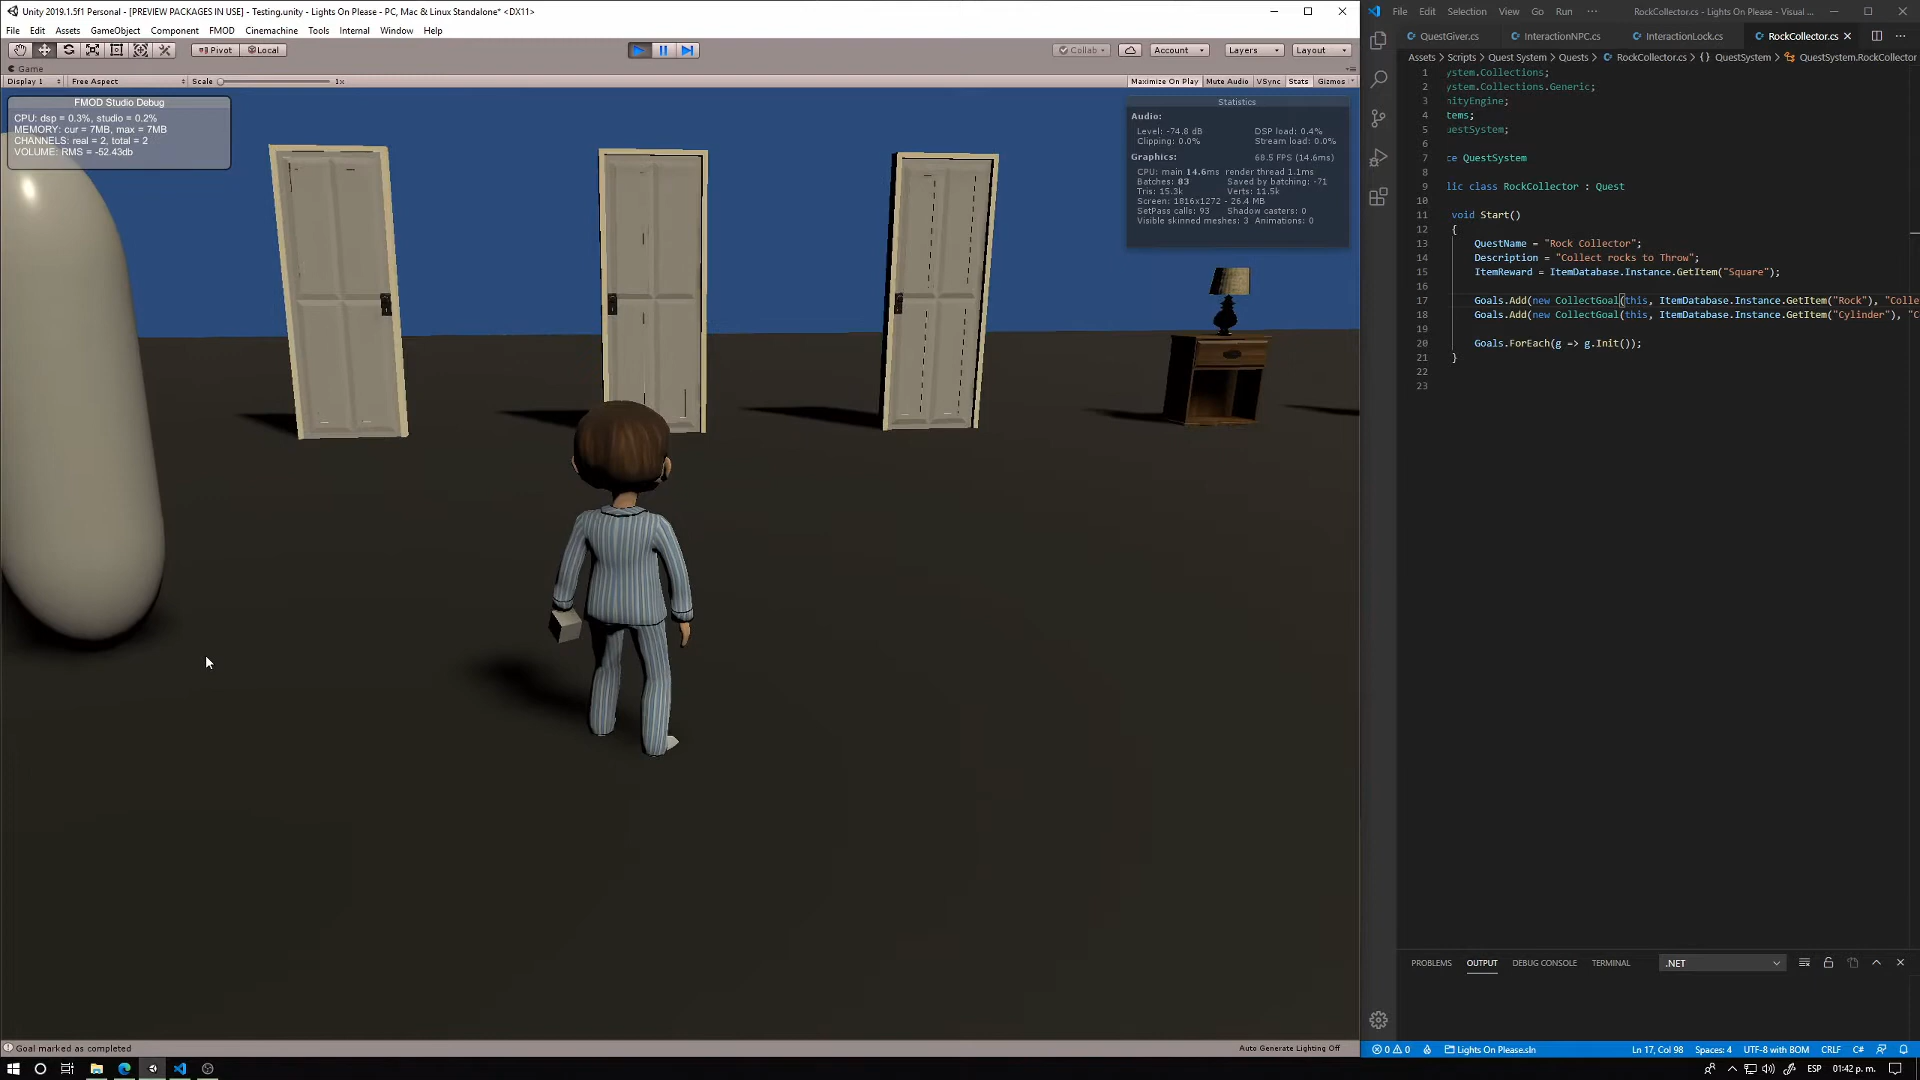 Unity 2019.1.5f1 Personal - [PREVIEW PACKAGES IN USE] - Testing.unity - Lights On Please - PC, Mac & Linux Standalone* <DX11>
File Edit Assets GameObject Component FMOD Cinemachine Tools Internal Window Help
Pivot Local Collab Account Layers Layout
Game
Display 1 Free Aspect Scale 1x Maximize On Play Mute Audio VSync Stats Gizmos
FMOD Studio Debug
CPU: dsp = 0.3%, studio = 0.2%
MEMORY: cur = 7MB, max = 7MB
CHANNELS: real = 2, total = 2
VOLUME: RMS = -52.43db
Statistics
Audio:
Level: -74.8 dB DSP load: 0.4%
Clipping: 0.0% Stream load: 0.0%
Graphics: 68.5 FPS (14.6ms)
CPU: main 14.6ms render thread 1.1ms
Batches: 83 Saved by batching: -71
Tris: 15.3k Verts: 11.5k
Screen: 1816x1272 - 26.4 MB
SetPass calls: 93 Shadow casters: 0
Visible skinned meshes: 3 Animations: 0
Goal marked as completed
Auto Generate Lighting Off
File Edit Selection View Go Run ··· RockCollector.cs - Lights On Please - Visual ...
QuestGiver.cs InteractionNPC.cs InteractionLock.cs RockCollector.cs
Assets > Scripts > Quest System > Quests > RockCollector.cs > {} QuestSystem > QuestSystem.RockCollector
1 ystem.Collections;
2 ystem.Collections.Generic;
3 nityEngine;
4 tems;
5 uestSystem;
6
7 ce QuestSystem
8
9 lic class RockCollector : Quest
10
11 void Start()
12 {
13 QuestName = "Rock Collector";
14 Description = "Collect rocks to Throw";
15 ItemReward = ItemDatabase.Instance.GetItem("Square");
16
17 Goals.Add(new CollectGoal(this, ItemDatabase.Instance.GetItem("Rock"), "Colle
18 Goals.Add(new CollectGoal(this, ItemDatabase.Instance.GetItem("Cylinder"), "C
19
20 Goals.ForEach(g => g.Init());
21 }
22
23
PROBLEMS OUTPUT DEBUG CONSOLE TERMINAL .NET
0 0 Lights On Please.sln Ln 17, Col 98 Spaces: 4 UTF-8 with BOM CRLF C#
ESP 01:42 p. m.